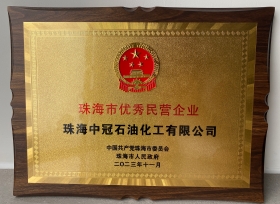 珠海市优秀民营企业
珠海中冠石油化工有限公司
中国共产党珠海市委员会
珠海市人民政府
二〇二三年十一月